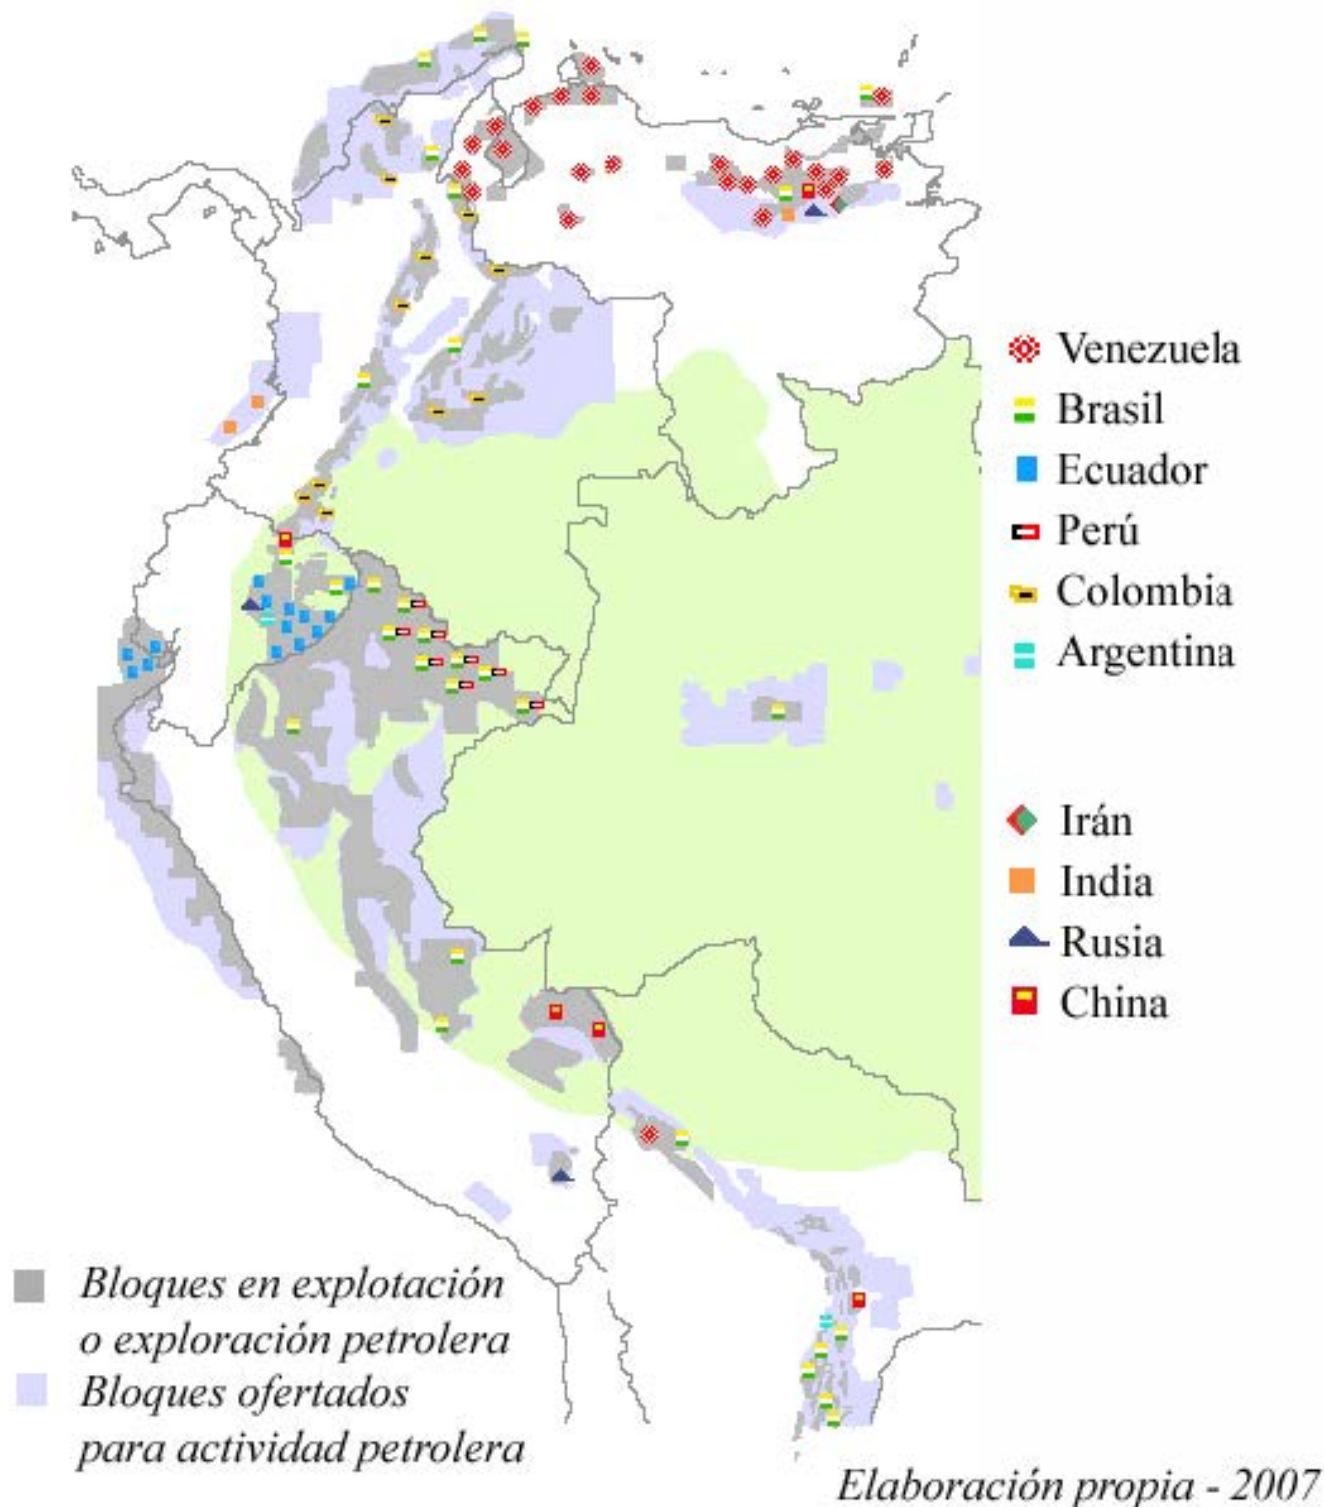 Venezuela
Brasil
Ecuador
Perú
Colombia
Argentina
Irán
India
Rusia
China
Bloques en explotación
o exploración petrolera
Bloques ofertados
para actividad petrolera
Elaboración propia - 2007